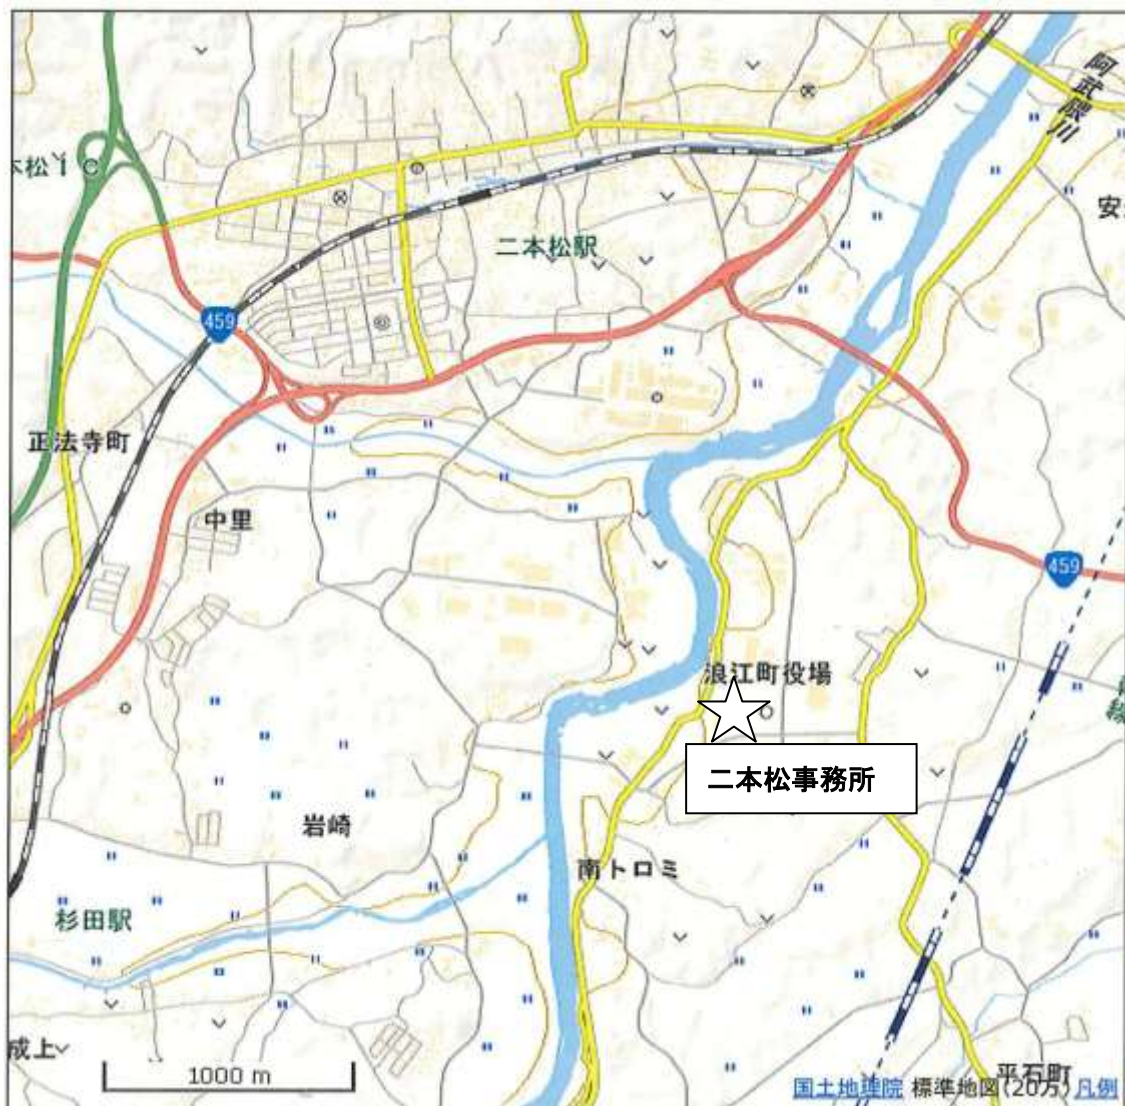 阿武隈川
本松IC
安
二本松駅
459
正法寺町
中里
459
浪江町役場
二本松事務所
岩崎
南トロミ
杉田駅
成上
1000 m
平石町
国土地理院 標準地図(20万) 凡例